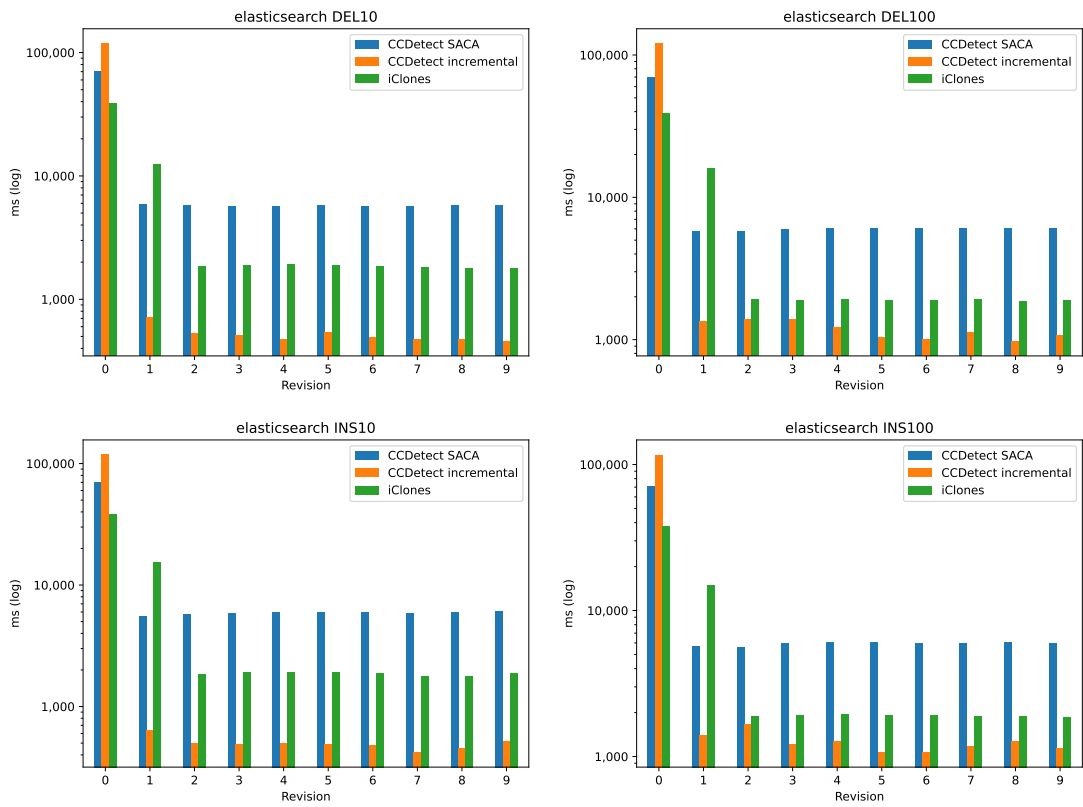 elasticsearch DEL10
100,000
10,000
1,000
ms (log)
CCDetect SACA
CCDetect incremental
iClones
0 1 2 3 4 5 6 7 8 9
Revision
elasticsearch DEL100
100,000
10,000
1,000
ms (log)
CCDetect SACA
CCDetect incremental
iClones
0 1 2 3 4 5 6 7 8 9
Revision
elasticsearch INS10
100,000
10,000
1,000
ms (log)
CCDetect SACA
CCDetect incremental
iClones
0 1 2 3 4 5 6 7 8 9
Revision
elasticsearch INS100
100,000
10,000
1,000
ms (log)
CCDetect SACA
CCDetect incremental
iClones
0 1 2 3 4 5 6 7 8 9
Revision